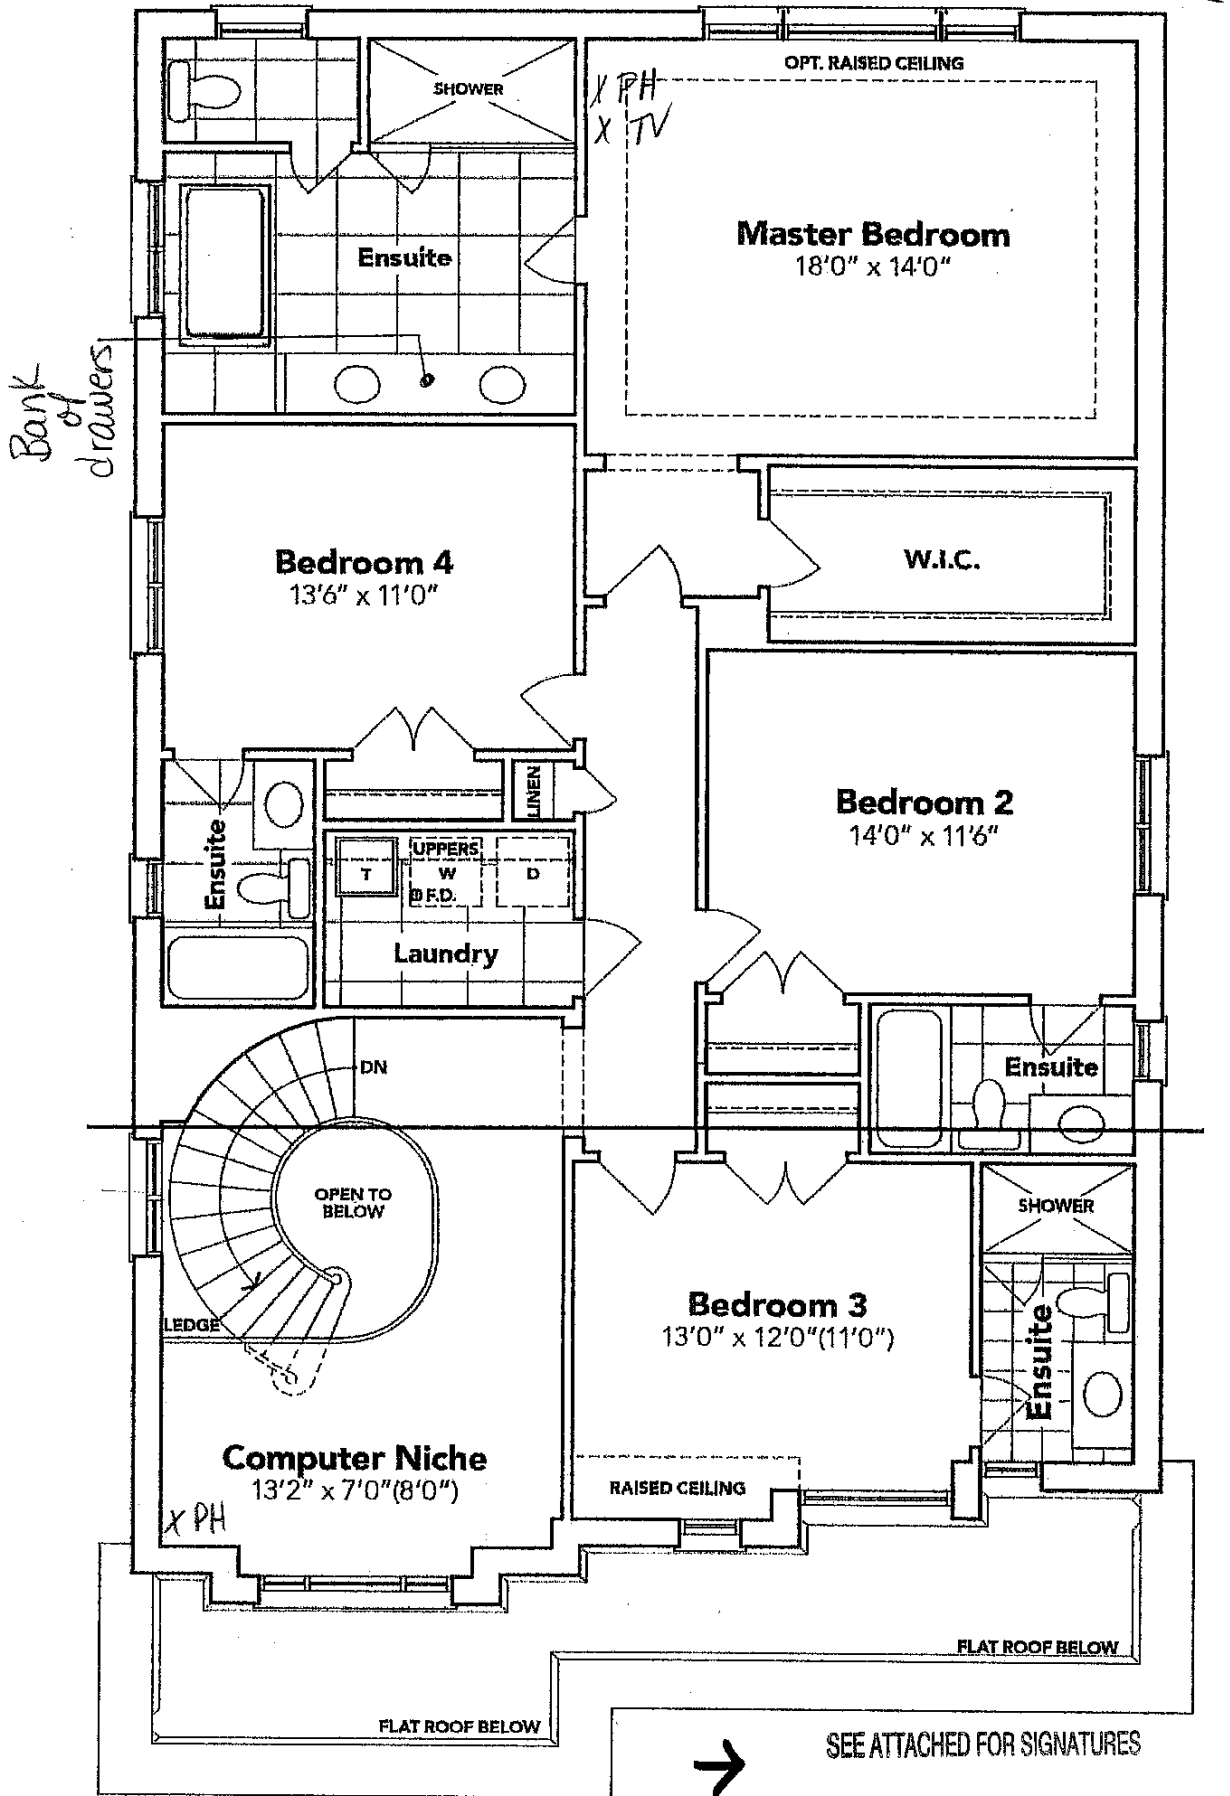 OPT. RAISED CEILING
SHOWER
X PH
X TV
Master Bedroom
18'0" x 14'0"
Ensuite
Bank
of
drawers
Bedroom 4
13'6" x 11'0"
W.I.C.
LINEN
Bedroom 2
14'0" x 11'6"
Ensuite
UPPERS
T
W
D
F.D.
Laundry
DN
Ensuite
OPEN TO
BELOW
SHOWER
LEDGE
Bedroom 3
13'0" x 12'0"(11'0")
Ensuite
Computer Niche
13'2" x 7'0"(8'0")
RAISED CEILING
X PH
FLAT ROOF BELOW
FLAT ROOF BELOW
SEE ATTACHED FOR SIGNATURES